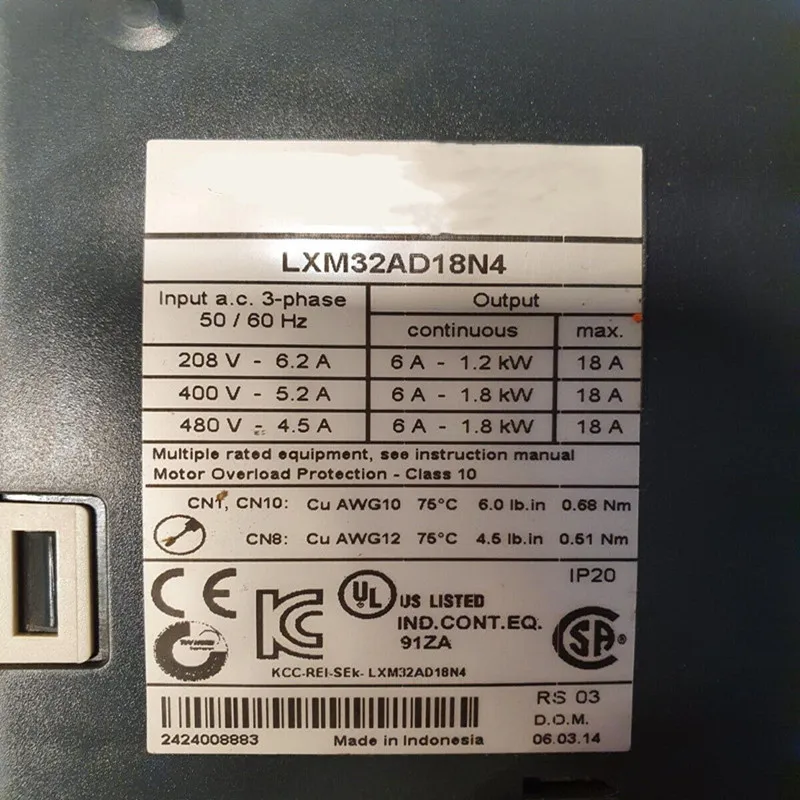 LXM32AD18N4
Input a.c. 3-phase
50 / 60 Hz
Output
continuous
max.
208 V - 6.2 A 6 A - 1.2 kW 18 A
400 V - 5.2 A 6 A - 1.8 kW 18 A
480 V - 4.5 A 6 A - 1.8 kW 18 A
Multiple rated equipment, see instruction manual
Motor Overload Protection - Class 10
CN1, CN10: Cu AWG10 75°C 6.0 lb.in 0.68 Nm
CN8: Cu AWG12 75°C 4.5 lb.in 0.51 Nm
IP20
CE
UL US LISTED
IND.CONT.EQ.
91ZA
KC
SA
KCC-REI-SEk- LXM32AD18N4
RS 03
D.O.M.
2424008883 Made in Indonesia 06.03.14